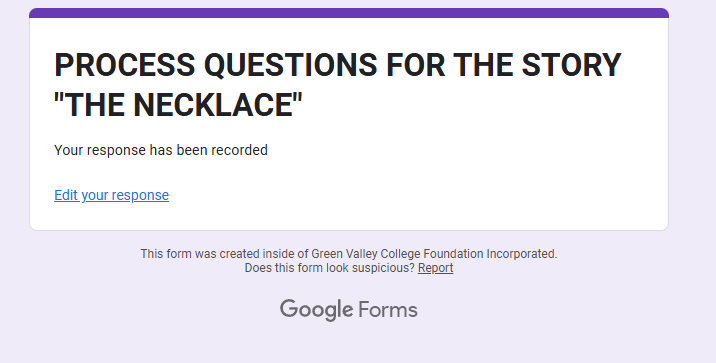 PROCESS QUESTIONS FOR THE STORY
"THE NECKLACE"
Your response has been recorded
Edit your response
This form was created inside of Green Valley College Foundation Incorporated.
Does this form look suspicious? Report
Google Forms